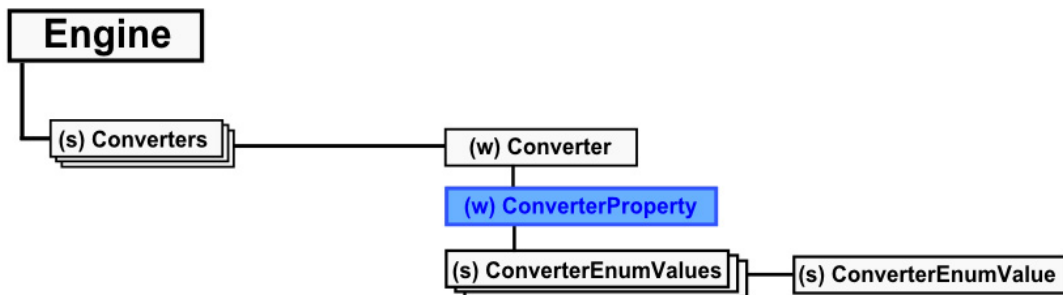 Engine
(s) Converters
(w) Converter
(w) ConverterProperty
(s) ConverterEnumValues
(s) ConverterEnumValue